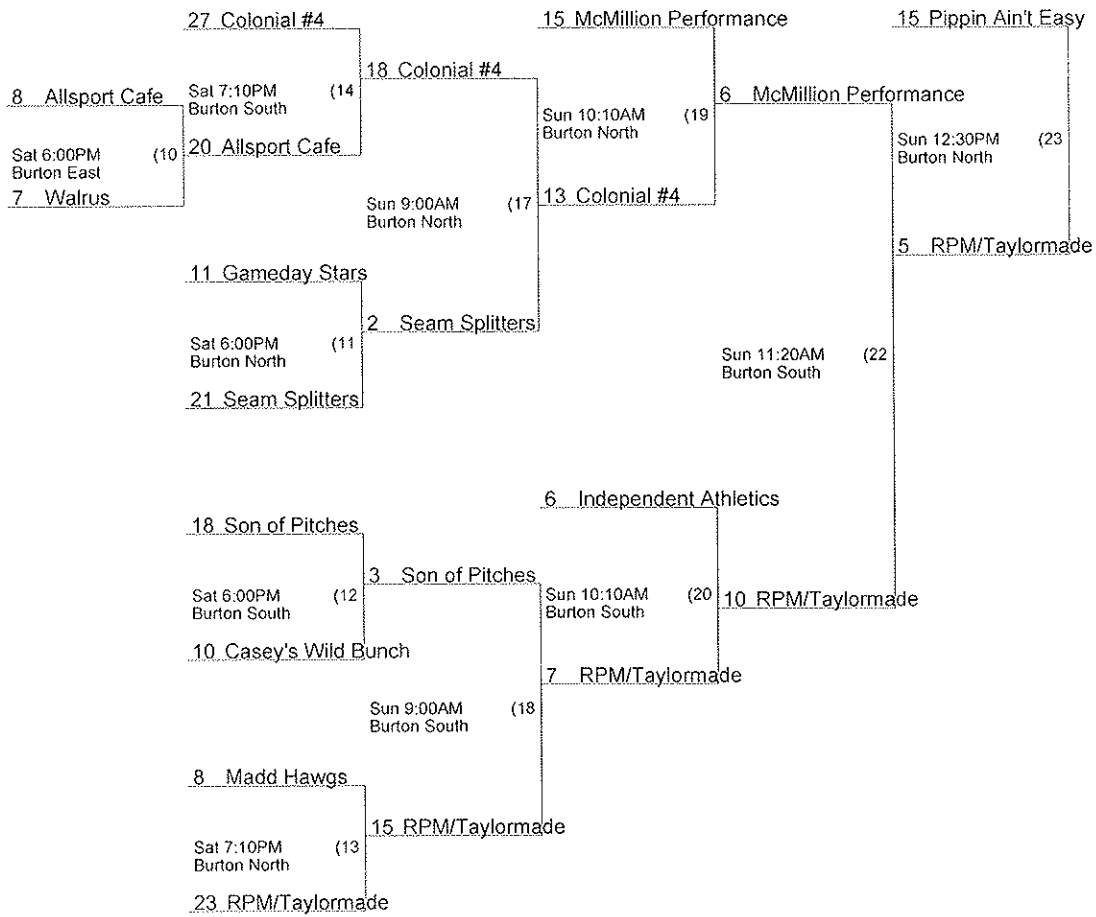 27 Colonial #4
15 McMillion Performance
15 Pippin Ain't Easy
18 Colonial #4
8 Allsport Cafe
Sat 7:10PM (14
Burton South
6 McMillion Performance
Sun 10:10AM (19
Burton North
Sun 12:30PM (23
Burton North
20 Allsport Cafe
Sat 6:00PM (10
Burton East
7 Walrus
Sun 9:00AM (17
Burton North
13 Colonial #4
5 RPM/Taylormade
11 Gameday Stars
2 Seam Splitters
Sat 6:00PM (11
Burton North
Sun 11:20AM (22
Burton South
21 Seam Splitters
6 Independent Athletics
18 Son of Pitches
3 Son of Pitches
Sat 6:00PM (12
Burton South
Sun 10:10AM (20
Burton South
10 RPM/Taylormade
10 Casey's Wild Bunch
7 RPM/Taylormade
Sun 9:00AM (18
Burton South
8 Madd Hawgs
15 RPM/Taylormade
Sat 7:10PM (13
Burton North
23 RPM/Taylormade